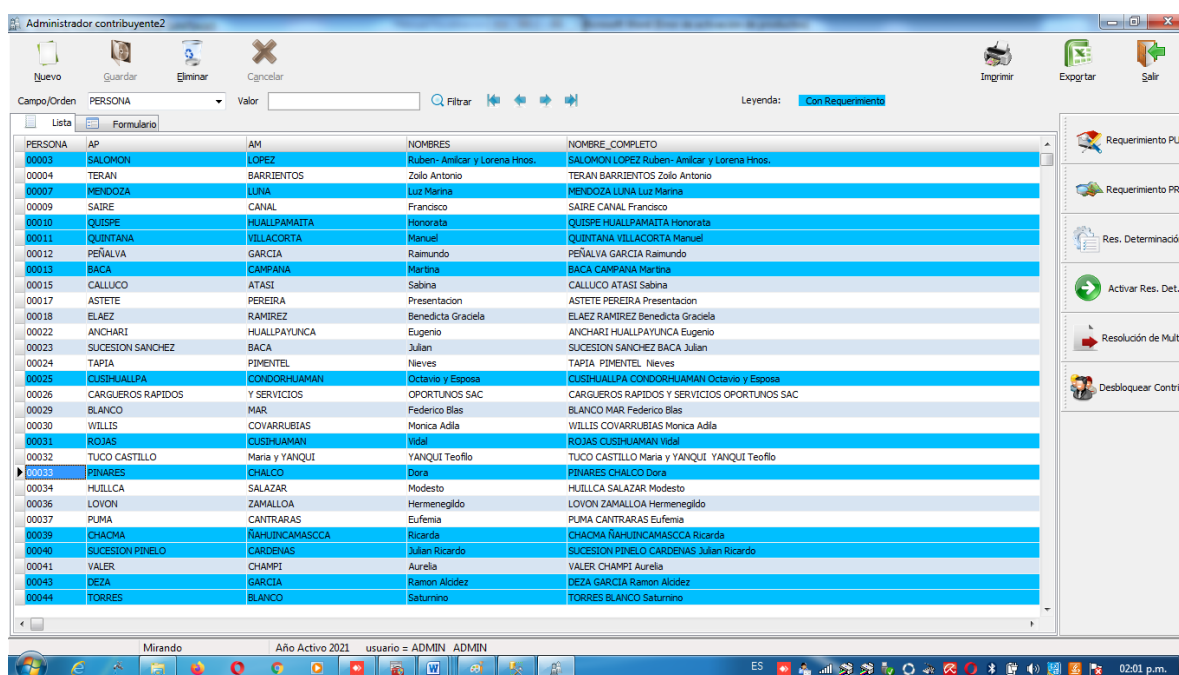 Administrador contribuyente2
Nuevo Guardar Eliminar Cancelar Imprimir Exportar Salir
Campo/Orden PERSONA Valor Filtrar Leyenda: Con Requerimiento
Lista Formulario
PERSONA AP AM NOMBRES NOMBRE_COMPLETO
00003 SALOMON LOPEZ Ruben- Amilcar y Lorena Hnos. SALOMON LOPEZ Ruben- Amilcar y Lorena Hnos.
00004 TERAN BARRIENTOS Zoilo Antonio TERAN BARRIENTOS Zoilo Antonio
00007 MENDOZA LUNA Luz Marina MENDOZA LUNA Luz Marina
00009 SAIRE CANAL Francisco SAIRE CANAL Francisco
00010 QUISPE HUALLPAMAITA Honorata QUISPE HUALLPAMAITA Honorata
00011 QUINTANA VILLACORTA Manuel QUINTANA VILLACORTA Manuel
00012 PEÑALVA GARCIA Raimundo PEÑALVA GARCIA Raimundo
00013 BACA CAMPANA Martina BACA CAMPANA Martina
00015 CALLUCO ATASI Sabina CALLUCO ATASI Sabina
00017 ASTETE PEREIRA Presentacion ASTETE PEREIRA Presentacion
00018 ELAEZ RAMIREZ Benedicta Graciela ELAEZ RAMIREZ Benedicta Graciela
00022 ANCHARI HUALLPAYUNCA Eugenio ANCHARI HUALLPAYUNCA Eugenio
00023 SUCESION SANCHEZ BACA Julian SUCESION SANCHEZ BACA Julian
00024 TAPIA PIMENTEL Nieves TAPIA PIMENTEL Nieves
00025 CUSIHUALLPA CONDORHUAMAN Octavio y Esposa CUSIHUALLPA CONDORHUAMAN Octavio y Esposa
00026 CARGUEROS RAPIDOS Y SERVICIOS OPORTUNOS SAC CARGUEROS RAPIDOS Y SERVICIOS OPORTUNOS SAC
00029 BLANCO MAR Federico Blas BLANCO MAR Federico Blas
00030 WILLIS COVARRUBIAS Monica Adila WILLIS COVARRUBIAS Monica Adila
00031 ROJAS CUSIHUAMAN Vidal ROJAS CUSIHUAMAN Vidal
00032 TUCO CASTILLO Maria y YANQUI YANQUI Teofilo TUCO CASTILLO Maria y YANQUI YANQUI Teofilo
00033 PINARES CHALCO Dora PINARES CHALCO Dora
00034 HUILLCA SALAZAR Modesto HUILLCA SALAZAR Modesto
00036 LOVON ZAMALLOA Hermenegildo LOVON ZAMALLOA Hermenegildo
00037 PUMA CANTRARAS Eufemia PUMA CANTRARAS Eufemia
00039 CHACMA ÑAHUINCAMASCCA Ricarda CHACMA ÑAHUINCAMASCCA Ricarda
00040 SUCESION PINELO CARDENAS Julian Ricardo SUCESION PINELO CARDENAS Julian Ricardo
00041 VALER CHAMPI Aurelia VALER CHAMPI Aurelia
00043 DEZA GARCIA Ramon Alcidez DEZA GARCIA Ramon Alcidez
00044 TORRES BLANCO Saturnino TORRES BLANCO Saturnino
Requerimiento PU
Requerimiento PR
Res. Determinació
Activar Res. Det.
Resolución de Mult
Desbloquear Contri
Mirando Año Activo 2021 usuario = ADMIN ADMIN
ES 02:01 p.m.